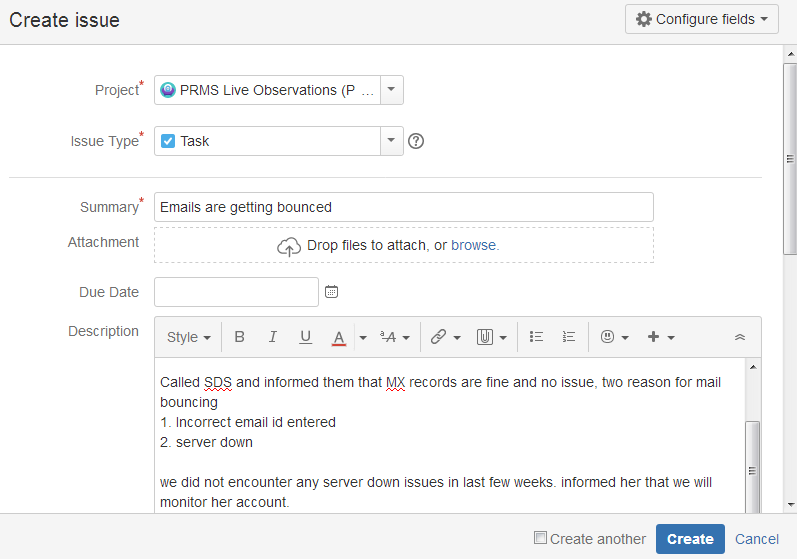 Create issue
Configure fields
Project*
PRMS Live Observations (P ...
Issue Type*
Task
?
Summary*
Emails are getting bounced
Attachment
Drop files to attach, or browse.
Due Date
Description
Style B I U A ªA
Called SDS and informed them that MX records are fine and no issue, two reason for mail
bouncing
1. Incorrect email id entered
2. server down
we did not encounter any server down issues in last few weeks. informed her that we will
monitor her account.
Create another
Create
Cancel